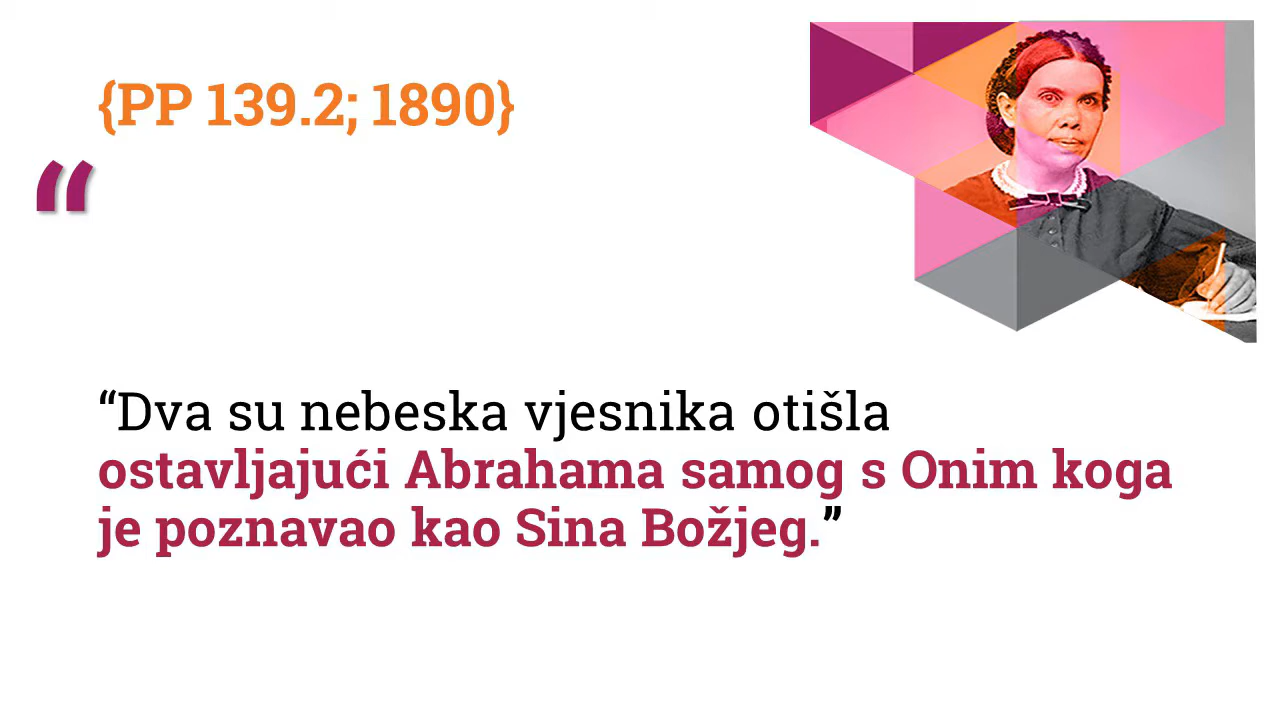 {PP 139.2; 1890}
“
“Dva su nebeska vjesnika otišla
ostavljajući Abrahama samog s Onim koga
je poznavao kao Sina Božjeg.”